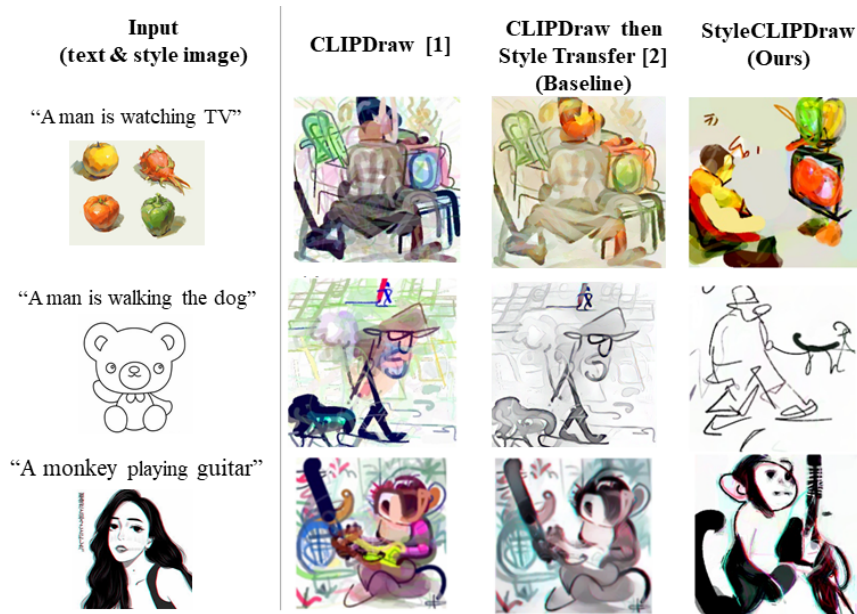 Input
(text & style image)
CLIPDraw [1]
CLIPDraw then
Style Transfer [2]
(Baseline)
StyleCLIPDraw
(Ours)
“A man is watching TV”
“A man is walking the dog”
“A monkey playing guitar”